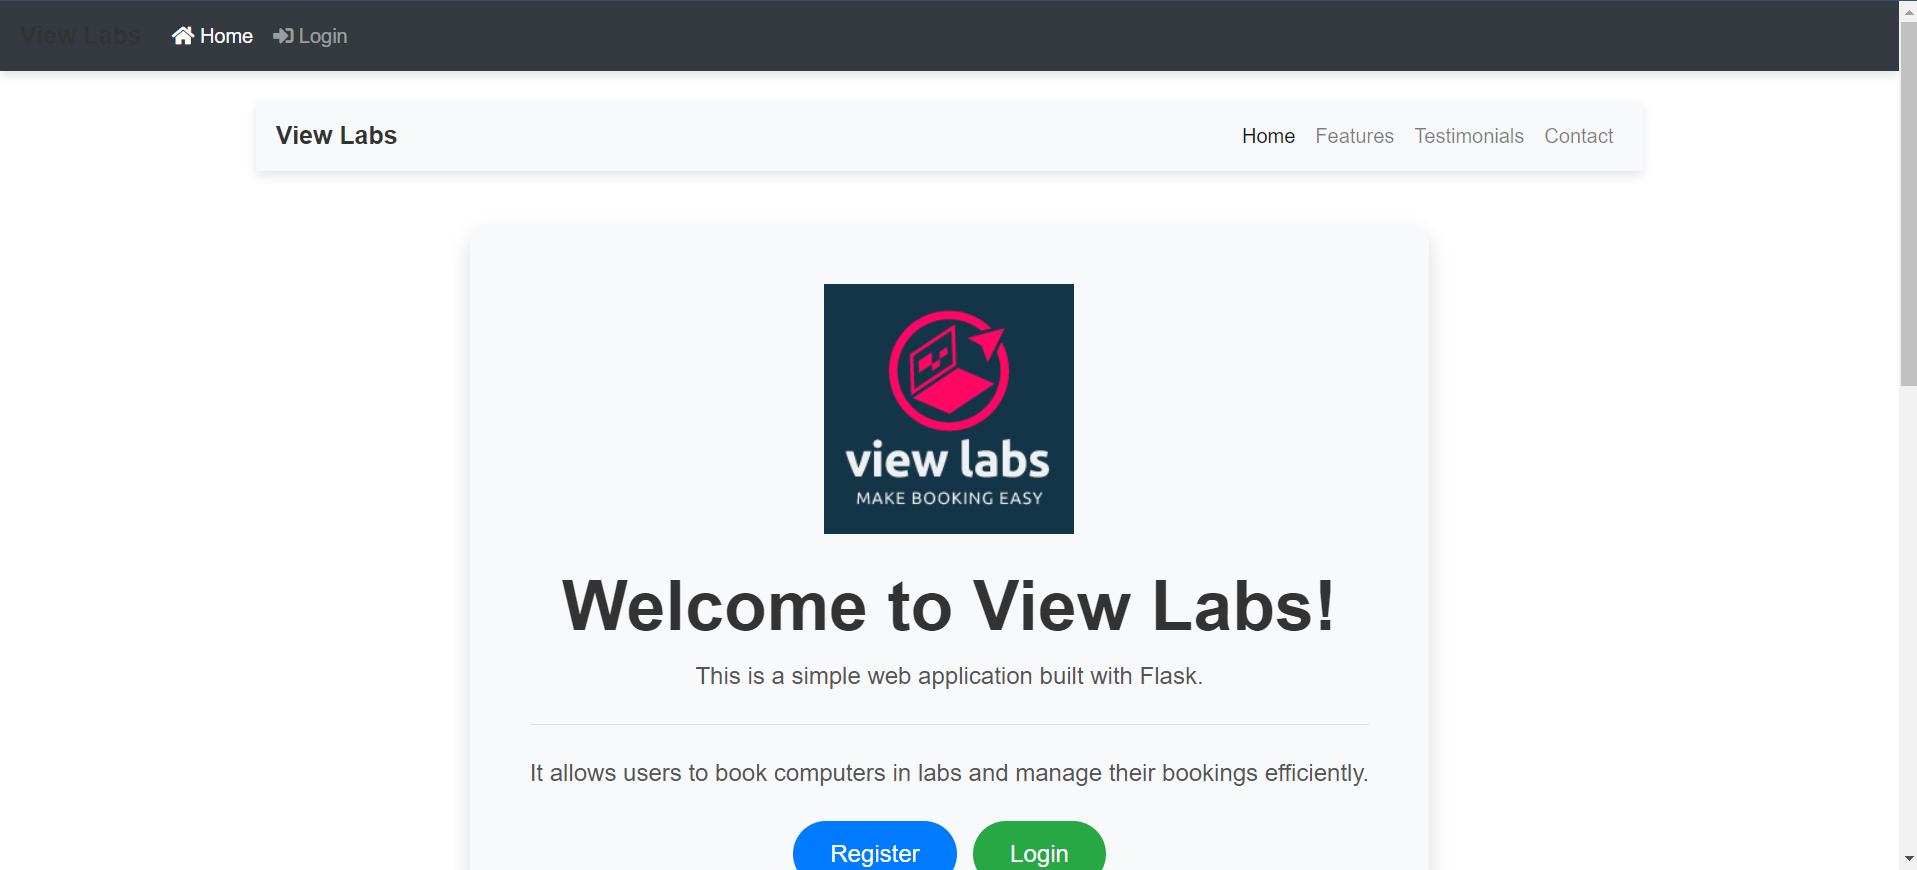 View Labs Home Login
View Labs Home Features Testimonials Contact
view labs
MAKE BOOKING EASY
Welcome to View Labs!
This is a simple web application built with Flask.
It allows users to book computers in labs and manage their bookings efficiently.
Register Login